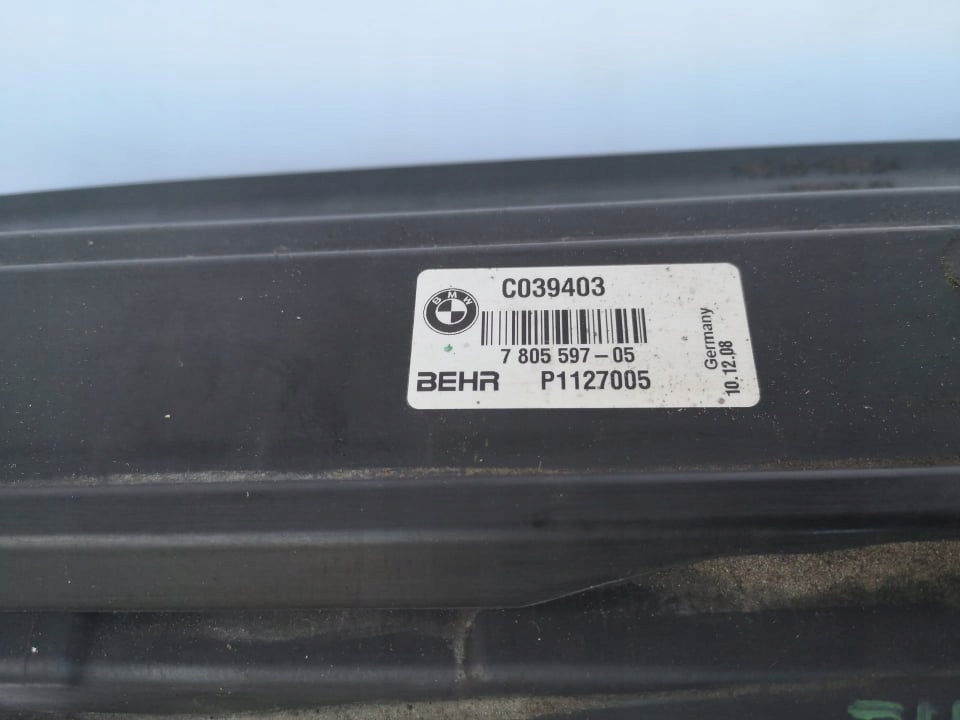 C039403
BMW
7 805 597-05
BEHR P1127005
Germany
10.12.08